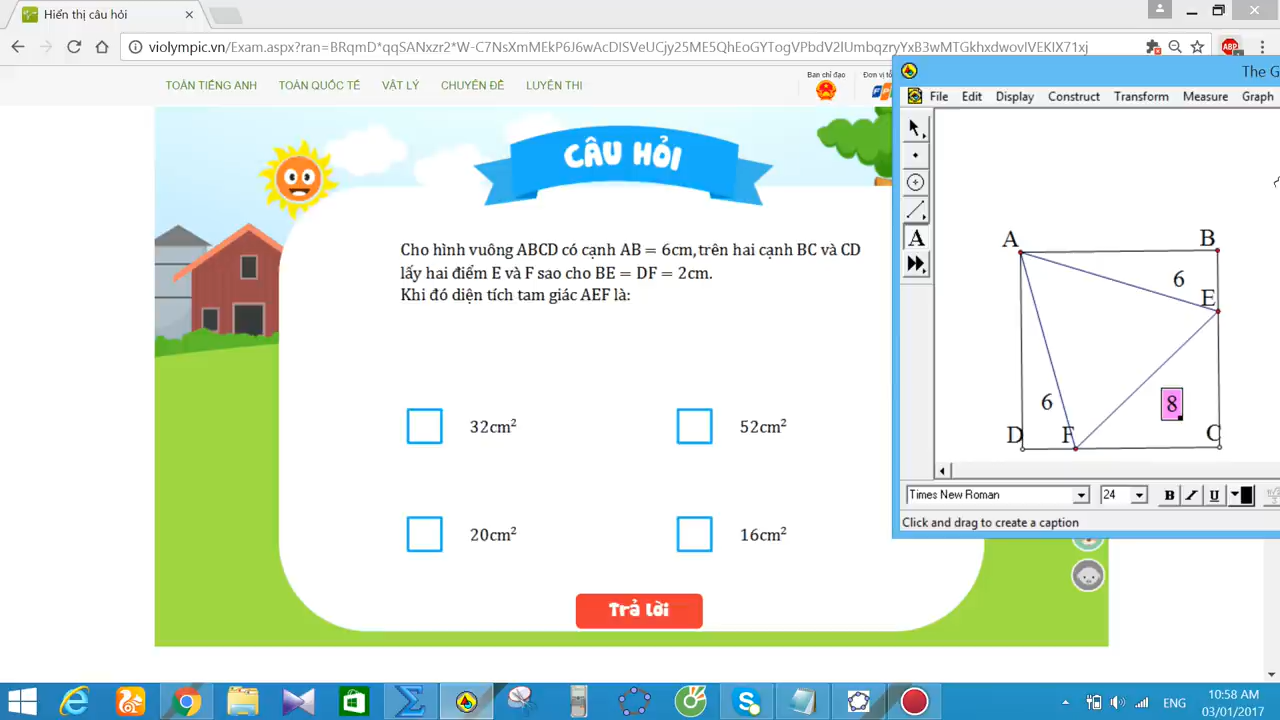 Hiển thị câu hỏi
violympic.vn/Exam.aspx?ran=BRqmD*qqSANxzr2*W-C7NsXnMEkP6J6wAcDISVeUCjy25ME5QhEoGYTogVPbdV2lUmbqzryYxB3wMTGkhxdwovlVEKIX71xj
ABP
TOÁN TIẾNG ANH
TOÁN QUỐC TẾ
VẬT LÝ
CHUYÊN ĐỀ
LUYỆN THI
Ban chỉ đạo
Đơn vị tổ
The G
File Edit Display Construct Transform Measure Graph
CÂU HỎI
Cho hình vuông ABCD có cạnh AB = 6cm, trên hai cạnh BC và CD
lấy hai điểm E và F sao cho BE = DF = 2cm.
Khi đó diện tích tam giác AEF là:
32cm²
52cm²
20cm²
16cm²
Trả lời
A
B
6
E
6
8
D
F
C
Times New Roman
24
B I U
Click and drag to create a caption
ENG
10:58 AM
03/01/2017